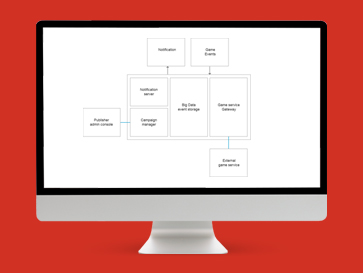 Notification
Game
Events
Notification
server
Big Data
event storage
Game service
Gateway
Publisher
admin console
Campaign
manager
External
game service